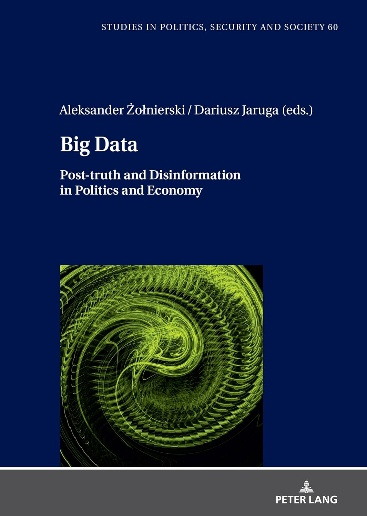 STUDIES IN POLITICS, SECURITY AND SOCIETY 60
Aleksander Żołnierski / Dariusz Jaruga (eds.)
Big Data
Post-truth and Disinformation
in Politics and Economy
PETER LANG